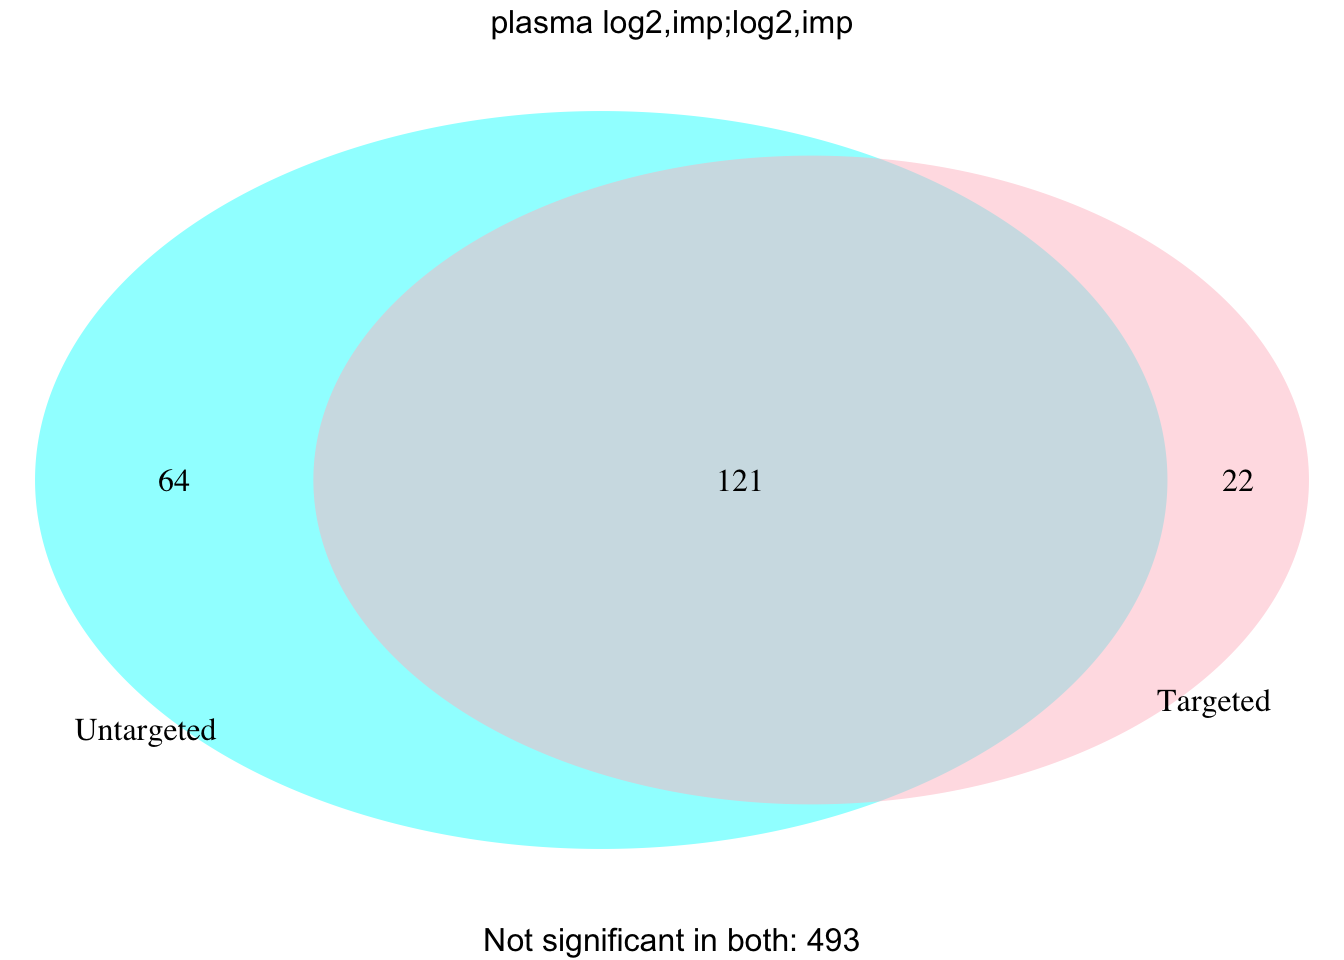 plasma log2,imp;log2,imp
64
121
22
Untargeted
Targeted
Not significant in both: 493